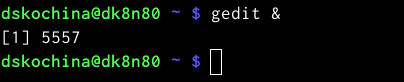 dskochina@dk8n80 ~ $ gedit &
[1] 5557
dskochina@dk8n80 ~ $